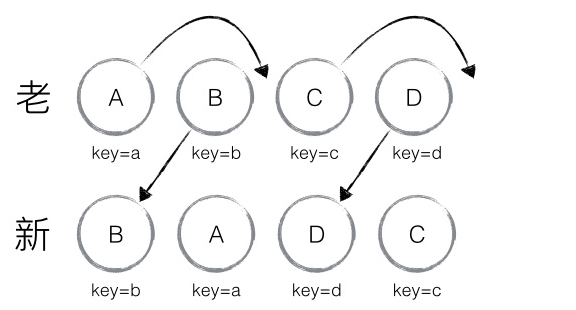 老 A B C D
key=a key=b key=c key=d
新 B A D C
key=b key=a key=d key=c